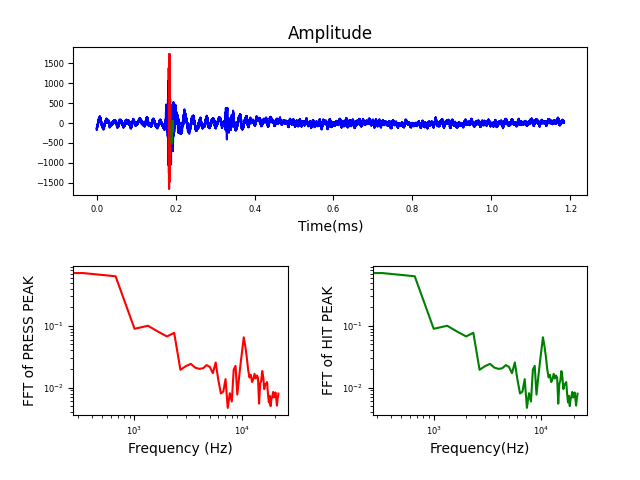 Amplitude
1500
1000
500
0
−500
−1000
−1500
0.0 0.2 0.4 0.6 0.8 1.0 1.2
Time(ms)
FFT of PRESS PEAK
10⁻¹
10⁻²
10³ 10⁴
Frequency (Hz)
FFT of HIT PEAK
10⁻¹
10⁻²
10³ 10⁴
Frequency(Hz)